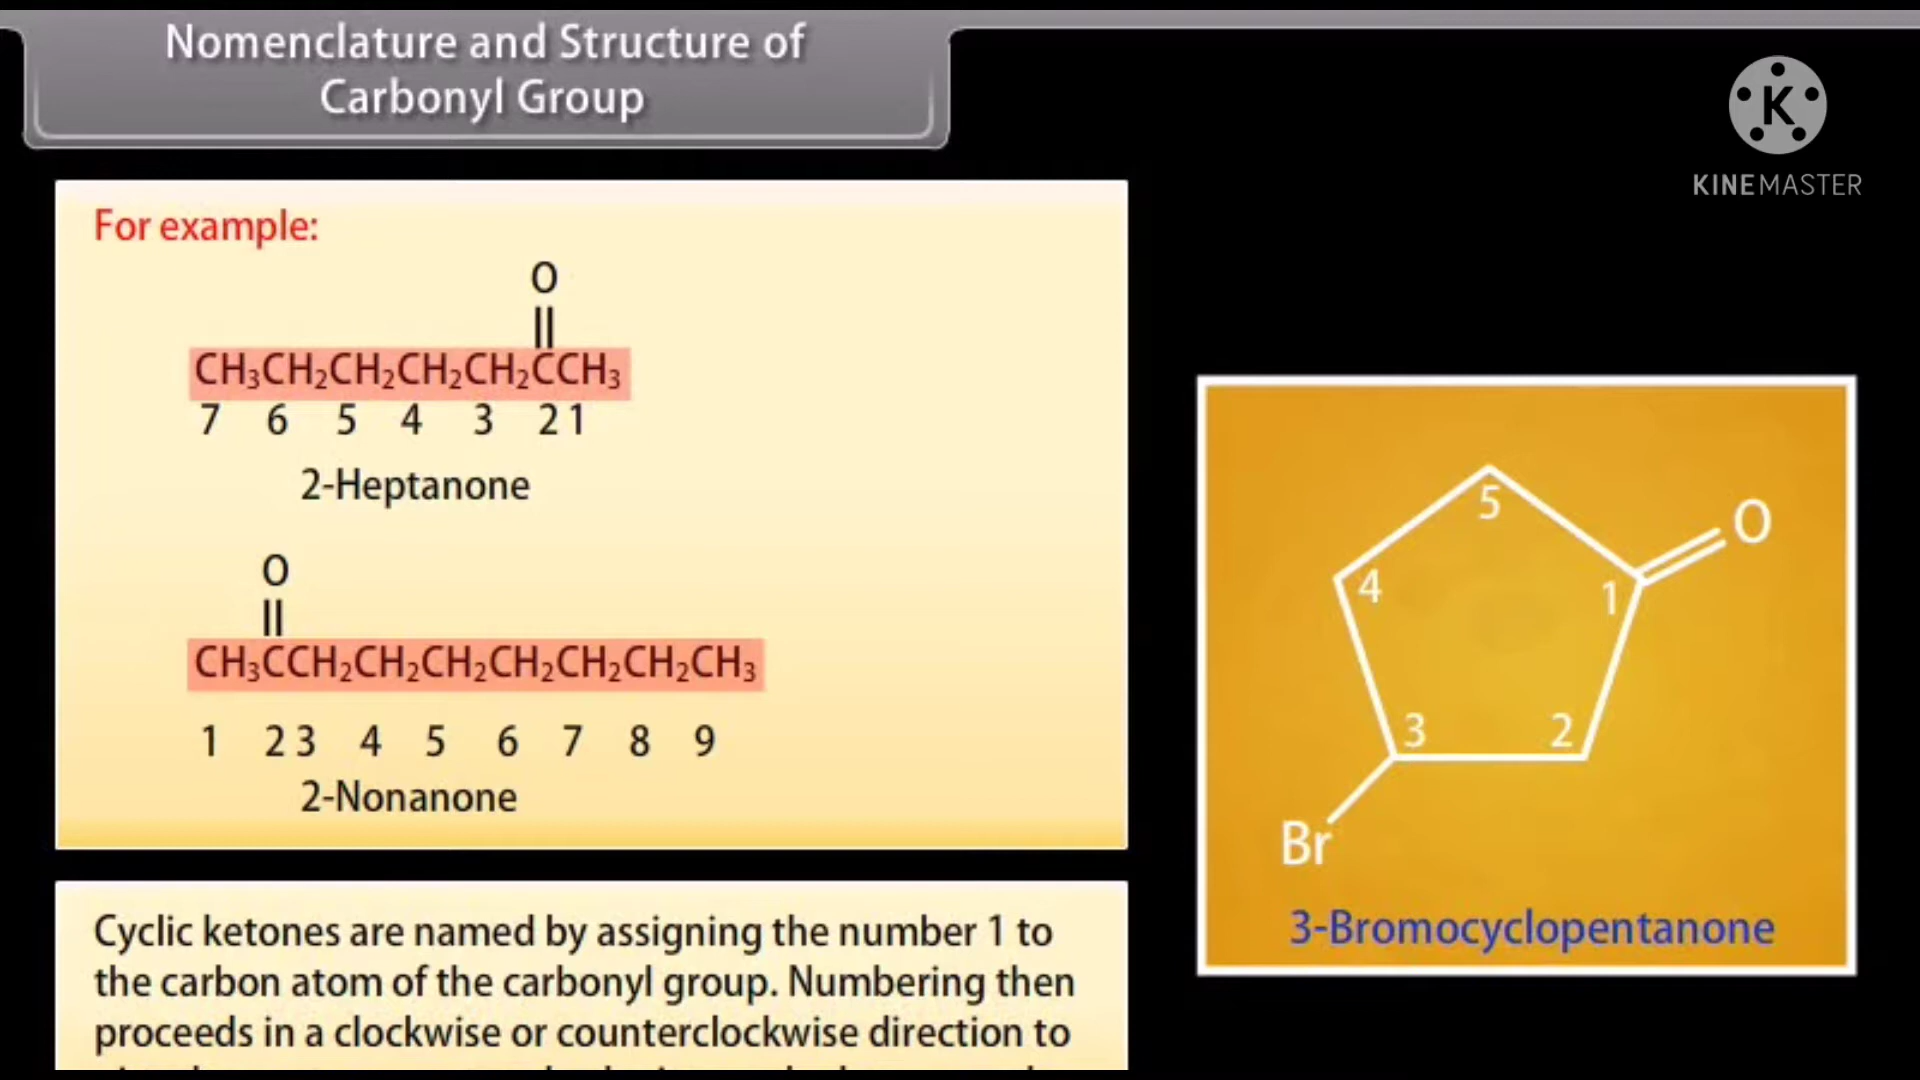 Nomenclature and Structure of
Carbonyl Group
K
KINEMASTER
For example:
O
||
CH₃CH₂CH₂CH₂CH₂CCH₃
7 6 5 4 3 2 1
2-Heptanone
O
||
CH₃CCH₂CH₂CH₂CH₂CH₂CH₂CH₃
1 2 3 4 5 6 7 8 9
2-Nonanone
5
O
4
1
3 2
Br
3-Bromocyclopentanone
Cyclic ketones are named by assigning the number 1 to
the carbon atom of the carbonyl group. Numbering then
proceeds in a clockwise or counterclockwise direction to